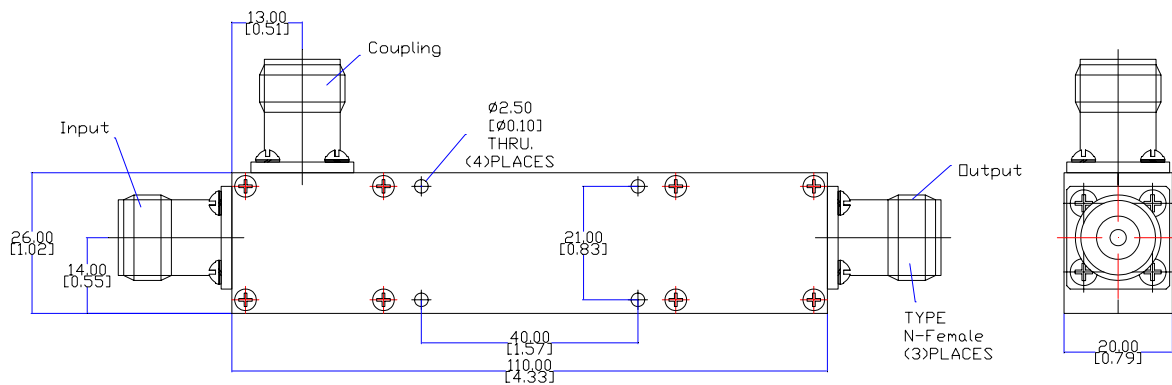 13.00
[0.51]
Coupling
Ø2.50
[Ø0.10]
THRU.
(4)PLACES
Input
Output
26.00
[1.02]
14.00
[0.55]
21.00
[0.83]
40.00
[1.57]
110.00
[4.33]
TYPE
N-Female
(3)PLACES
20.00
[0.79]